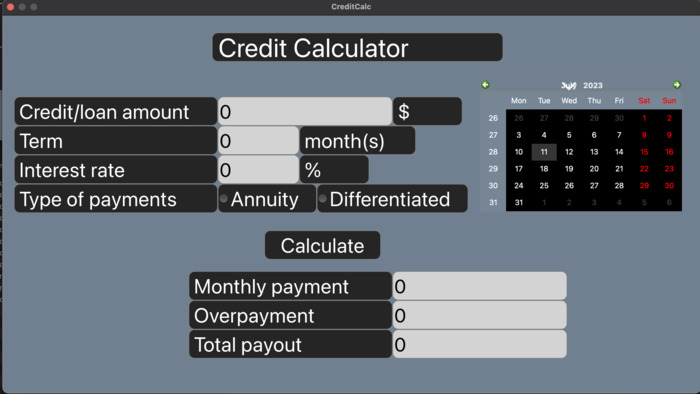 CreditCalc
Credit Calculator
Credit/loan amount 0 $
Term 0 month(s)
Interest rate 0 %
Type of payments Annuity Differentiated
July 2023
Mon Tue Wed Thu Fri Sat Sun
26 26 27 28 29 30 1 2
27 3 4 5 6 7 8 9
28 10 11 12 13 14 15 16
29 17 18 19 20 21 22 23
30 24 25 26 27 28 29 30
31 31 1 2 3 4 5 6
Calculate
Monthly payment 0
Overpayment 0
Total payout 0